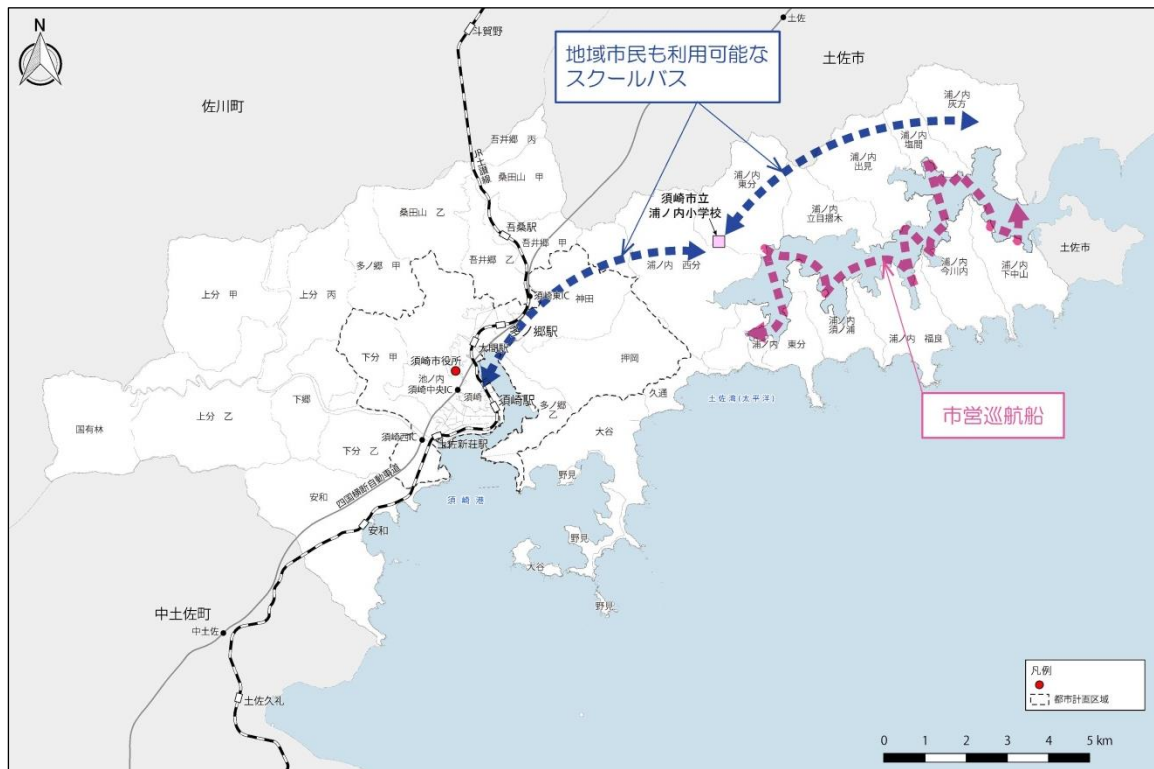 N
斗賀野
土佐
土佐市
佐川町
地域市民も利用可能な
スクールバス
浦ノ内
灰方
浦ノ内
塩間
浦ノ内
出見
浦ノ内
東分
浦ノ内
立目摺木
須崎市立
浦ノ内小学校
吾井郷 丙
JR土讃線
桑田山 甲
桑田山 乙
吾桑駅
吾井郷 甲
吾井郷 乙
多ノ郷 甲
浦ノ内 西分
須崎東IC
神田
上分 甲
上分 丙
土佐市
浦ノ内
下中山
浦ノ内
今川内
浦ノ内
須ノ浦
浦ノ内 福良
浦ノ内 東分
郷駅
大間駅
下分 甲
須崎市役所
池ノ内
須崎中央IC
須崎
須崎駅
押岡
久通
多ノ郷
乙
大谷
土佐湾(太平洋)
市営巡航船
下郷
上分 乙
国有林
下分 乙
須崎西IC
土佐新荘駅
四国横断自動車道
安和
安和
須崎港
野見
野見
大谷
野見
中土佐町
中土佐
土佐久礼
凡例
都市計画区域
0 1 2 3 4 5 km